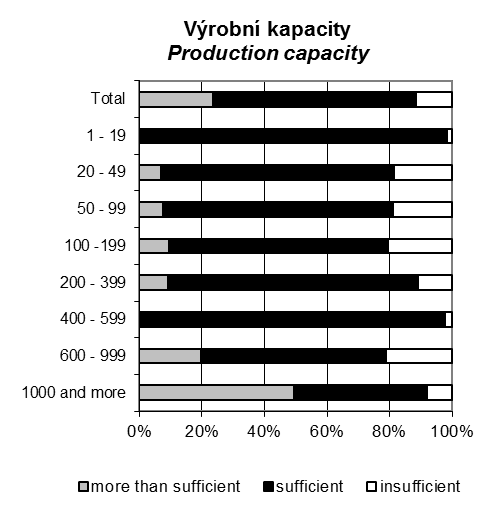 Výrobní kapacity
Production capacity
Total
1 - 19
20 - 49
50 - 99
100 -199
200 - 399
400 - 599
600 - 999
1000 and more
0% 20% 40% 60% 80% 100%
more than sufficient sufficient insufficient